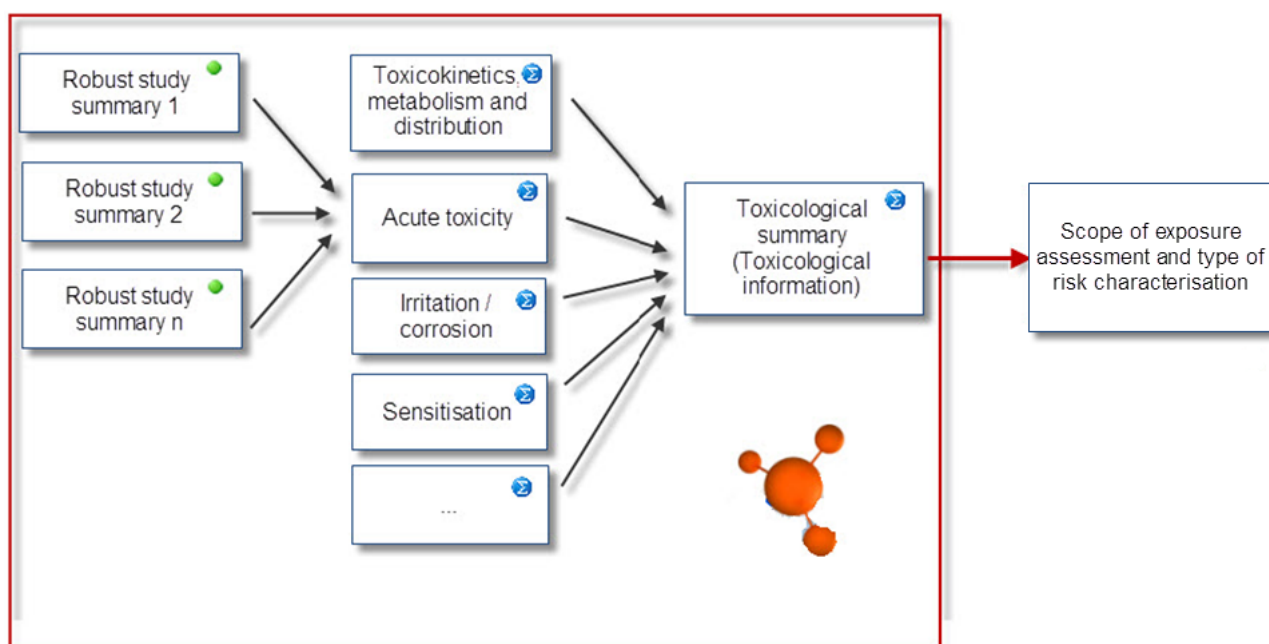 Robust study
summary 1
Robust study
summary 2
Robust study
summary n
Toxicokinetics,
metabolism and
distribution
Acute toxicity
Irritation /
corrosion
Sensitisation
...
Toxicological
summary
(Toxicological
information)
Scope of exposure
assessment and type of
risk characterisation
Σ
Σ
Σ
Σ
Σ
Σ